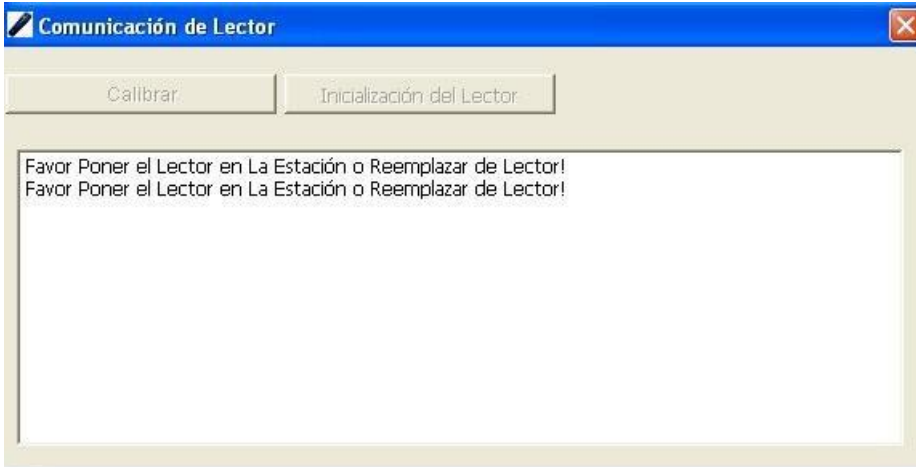 Comunicación de Lector
Calibrar
Inicialización del Lector
Favor Poner el Lector en La Estación o Reemplazar de Lector!
Favor Poner el Lector en La Estación o Reemplazar de Lector!